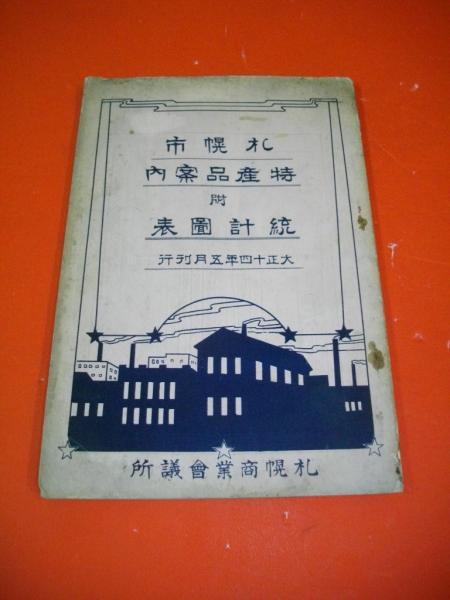 札幌市
特産品案內
附
統計圖表
大正十四年五月刊行
札幌商業會議所